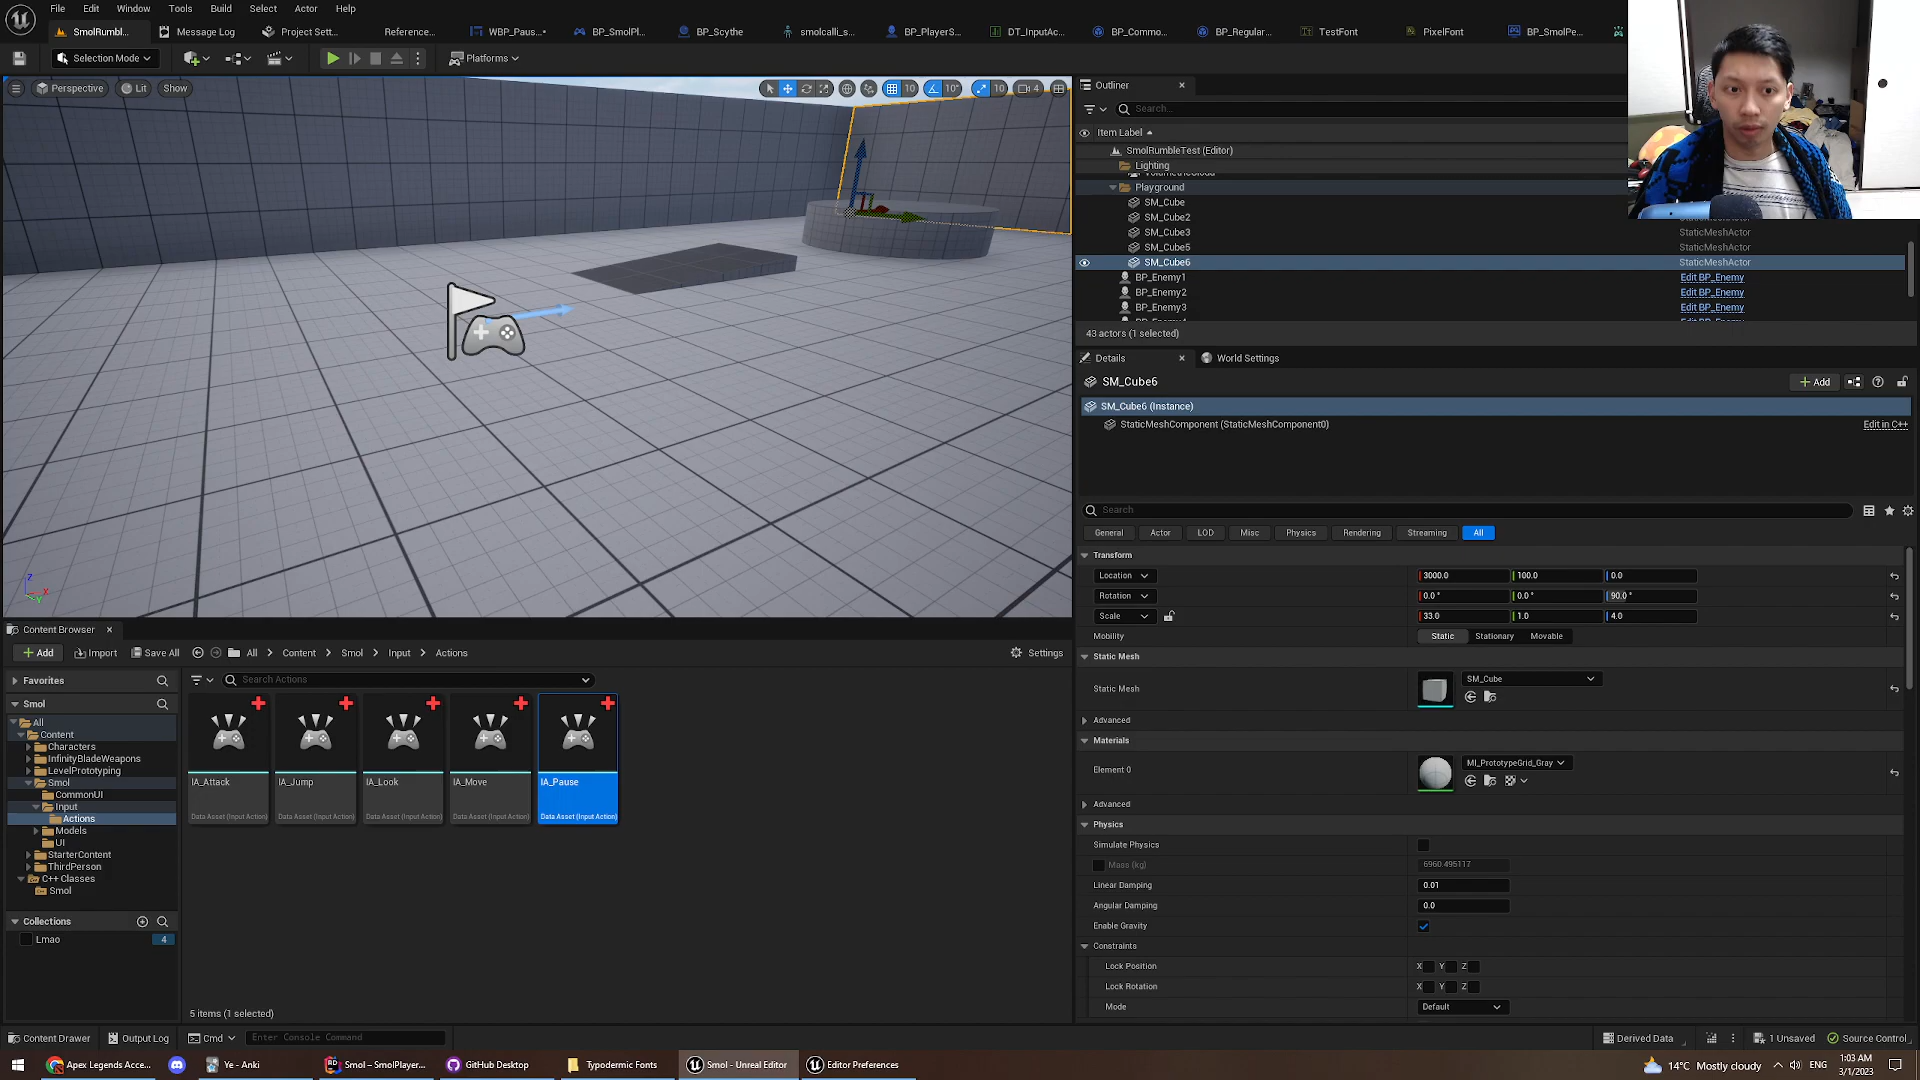 File Edit Window Tools Build Select Actor Help
SmolRumbl... Message Log Project Sett... Reference... WBP_Paus...• BP_SmolPl... BP_Scythe smolcalli_s... BP_PlayerS... DT_InputAc... BP_Commo... BP_Regular... TestFont PixelFont BP_SmolPe...
Selection Mode Platforms
Perspective Lit Show 10 10° 10 4
Outliner
Search...
Item Label
SmolRumbleTest (Editor)
Lighting
Playground
SM_Cube
SM_Cube2
SM_Cube3 StaticMeshActor
SM_Cube5 StaticMeshActor
SM_Cube6 StaticMeshActor
BP_Enemy1 Edit BP_Enemy
BP_Enemy2 Edit BP_Enemy
BP_Enemy3 Edit BP_Enemy
43 actors (1 selected)
Details World Settings
SM_Cube6 Add
SM_Cube6 (Instance)
StaticMeshComponent (StaticMeshComponent0) Edit in C++
Search
General Actor LOD Misc Physics Rendering Streaming All
Transform
Location 3000.0 100.0 0.0
Rotation 0.0 ° 0.0 ° 90.0 °
Scale 33.0 1.0 4.0
Mobility Static Stationary Movable
Static Mesh
Static Mesh SM_Cube
Advanced
Materials
Element 0 MI_PrototypeGrid_Gray
Advanced
Physics
Simulate Physics
Mass (kg) 6960.495117
Linear Damping 0.01
Angular Damping 0.0
Enable Gravity
Constraints
Lock Position X Y Z
Lock Rotation X Y Z
Mode Default
Z X Y
Content Browser
Add Import Save All All Content Smol Input Actions Settings
Favorites
Smol
All
Content
Characters
InfinityBladeWeapons
LevelPrototyping
Smol
CommonUI
Input
Actions
Models
UI
StarterContent
ThirdPerson
C++ Classes
Smol
Collections
Lmao 4
Search Actions
IA_Attack IA_Jump IA_Look IA_Move IA_Pause
Data Asset (Input Action) Data Asset (Input Action) Data Asset (Input Action) Data Asset (Input Action) Data Asset (Input Action)
5 items (1 selected)
Content Drawer Output Log Cmd Enter Console Command Derived Data 1 Unsaved Source Control
Apex Legends Acce... Ye - Anki Smol – SmolPlayer... GitHub Desktop Typodermic Fonts Smol - Unreal Editor Editor Preferences 14°C Mostly cloudy ENG 1:03 AM
3/1/2023